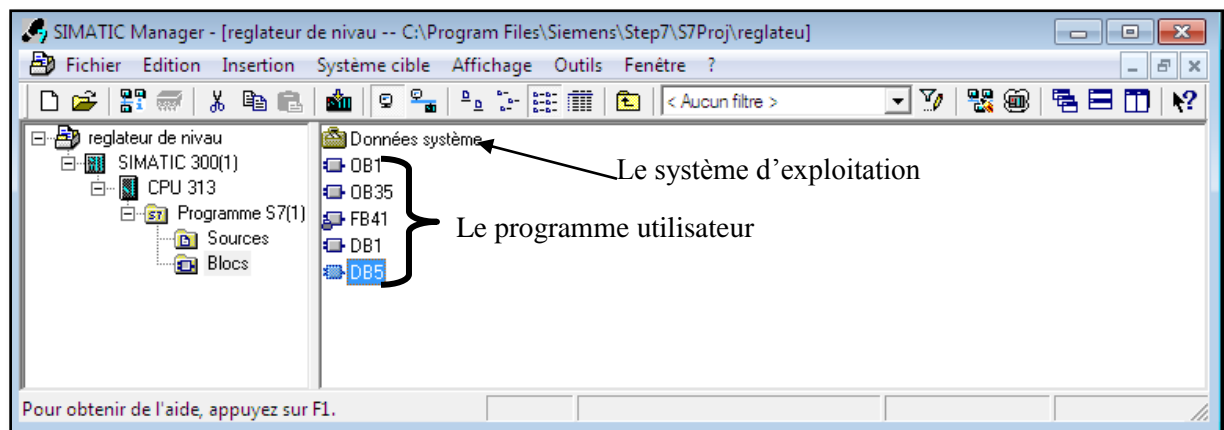 SIMATIC Manager - [reglateur de nivau -- C:\Program Files\Siemens\Step7\S7Proj\reglateu]
Fichier Edition Insertion Système cible Affichage Outils Fenêtre ?
< Aucun filtre >
reglateur de nivau
SIMATIC 300(1)
CPU 313
Programme S7(1)
Sources
Blocs
Données système
OB1
OB35
FB41
DB1
DB5
Le système d'exploitation
Le programme utilisateur
Pour obtenir de l'aide, appuyez sur F1.